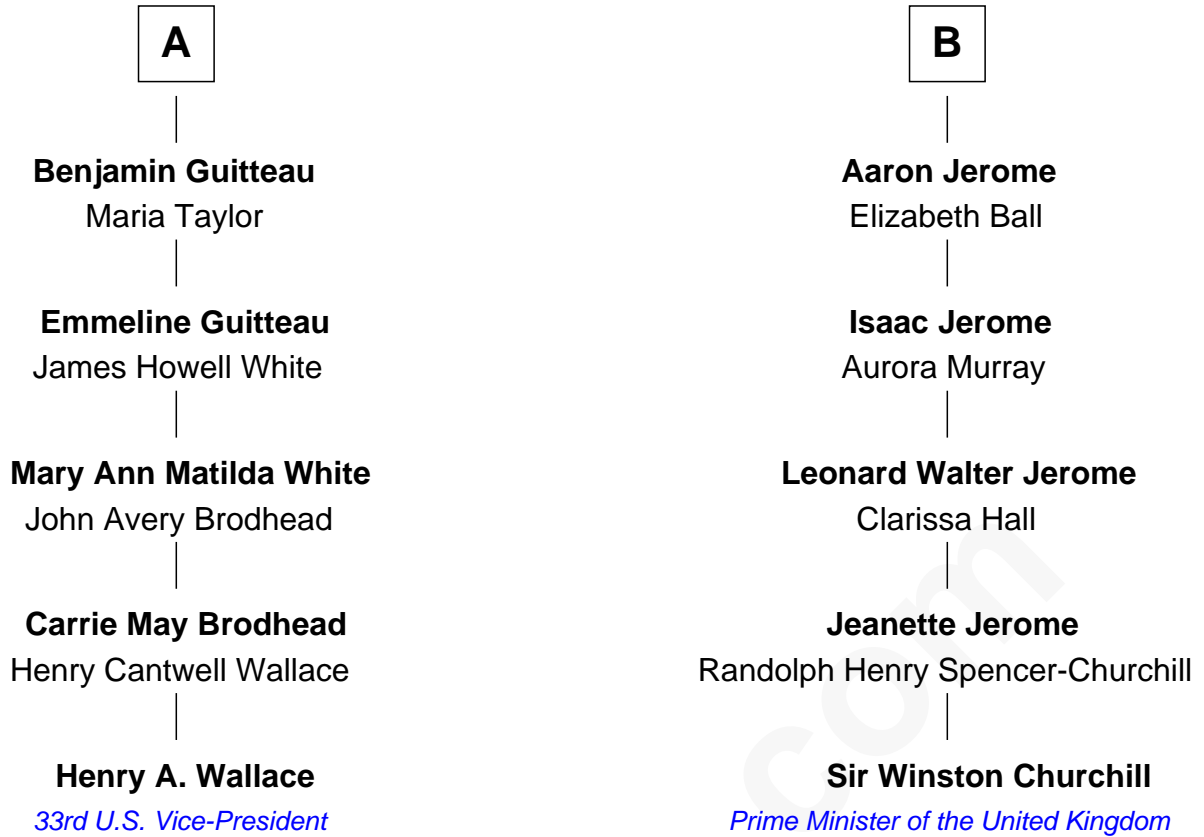 A
Benjamin Guitteau
Maria Taylor
Emmeline Guitteau
James Howell White
Mary Ann Matilda White
John Avery Brodhead
Carrie May Brodhead
Henry Cantwell Wallace
Henry A. Wallace
33rd U.S. Vice-President
B
Aaron Jerome
Elizabeth Ball
Isaac Jerome
Aurora Murray
Leonard Walter Jerome
Clarissa Hall
Jeanette Jerome
Randolph Henry Spencer-Churchill
Sir Winston Churchill
Prime Minister of the United Kingdom
com